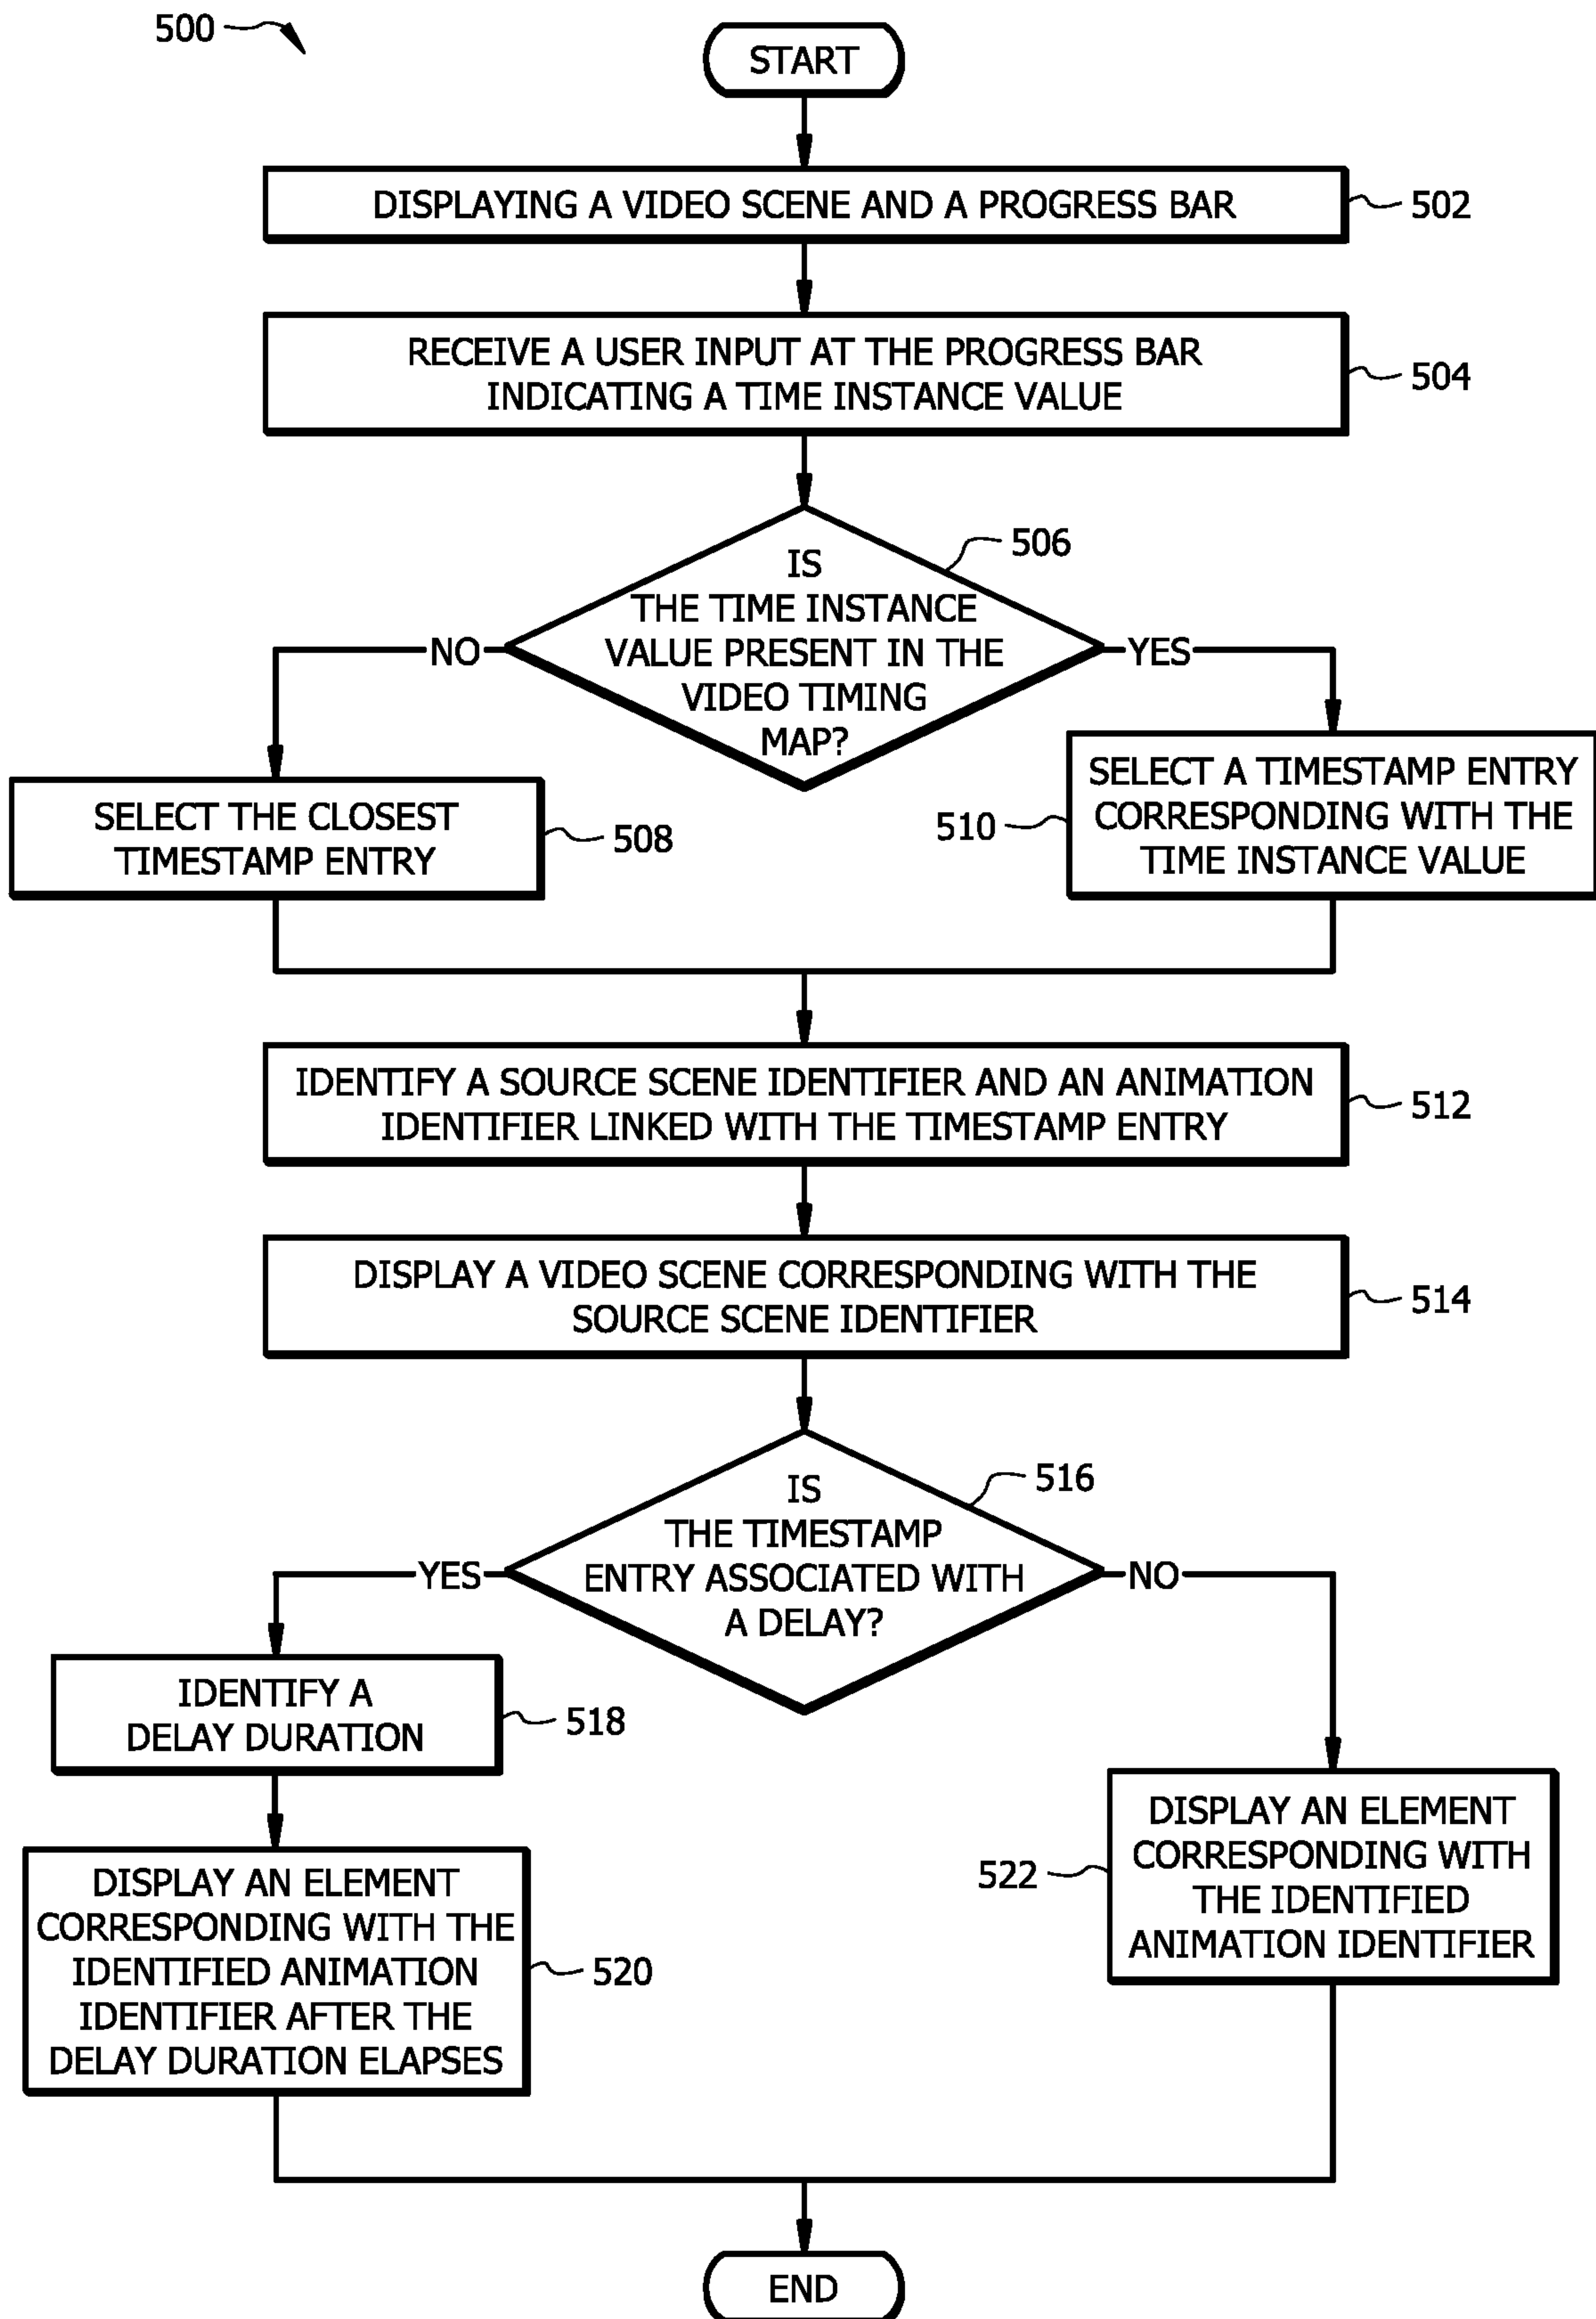 500
START
DISPLAYING A VIDEO SCENE AND A PROGRESS BAR
502
RECEIVE A USER INPUT AT THE PROGRESS BAR
INDICATING A TIME INSTANCE VALUE
504
506
IS
THE TIME INSTANCE
VALUE PRESENT IN THE
VIDEO TIMING
MAP?
NO
YES
SELECT THE CLOSEST
TIMESTAMP ENTRY
508
510
SELECT A TIMESTAMP ENTRY
CORRESPONDING WITH THE
TIME INSTANCE VALUE
IDENTIFY A SOURCE SCENE IDENTIFIER AND AN ANIMATION
IDENTIFIER LINKED WITH THE TIMESTAMP ENTRY
512
DISPLAY A VIDEO SCENE CORRESPONDING WITH THE
SOURCE SCENE IDENTIFIER
514
516
IS
THE TIMESTAMP
ENTRY ASSOCIATED WITH
A DELAY?
YES
NO
IDENTIFY A
DELAY DURATION
518
DISPLAY AN ELEMENT
CORRESPONDING WITH THE
IDENTIFIED ANIMATION
IDENTIFIER AFTER THE
DELAY DURATION ELAPSES
520
522
DISPLAY AN ELEMENT
CORRESPONDING WITH
THE IDENTIFIED
ANIMATION IDENTIFIER
END